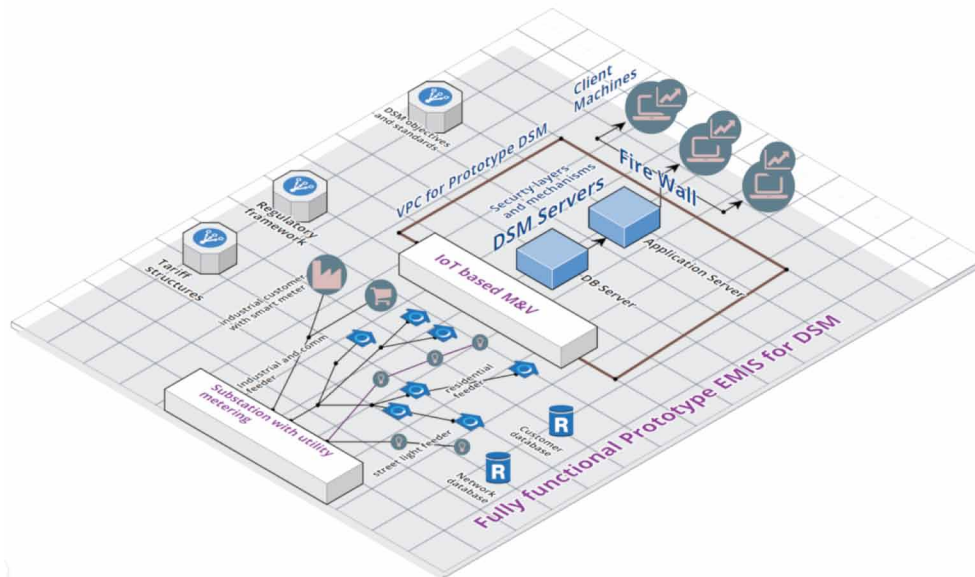 Client
Machines
DSM objectives
and standards
VPC for Prototype DSM
Fire Wall
Securty layers
and mechanisms
DSM Servers
Regulatory
framework
Application Server
DB Server
Tariff
structures
IoT based M&V
industrial customer
with smart meter
industrial and comm
feeder
residential
feeder
Substation with utility
metering
street light feeder
R
Customer
database
R
Network
database
Fully functional Prototype EMIS for DSM